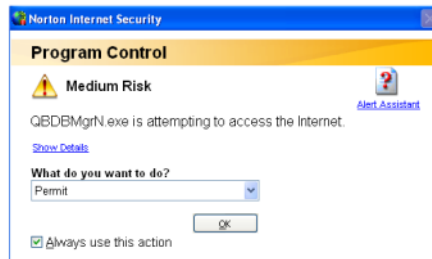 Norton Internet Security
Program Control
Medium Risk
Alert Assistant
QBDBMgrN.exe is attempting to access the Internet.
Show Details
What do you want to do?
Permit
OK
Always use this action